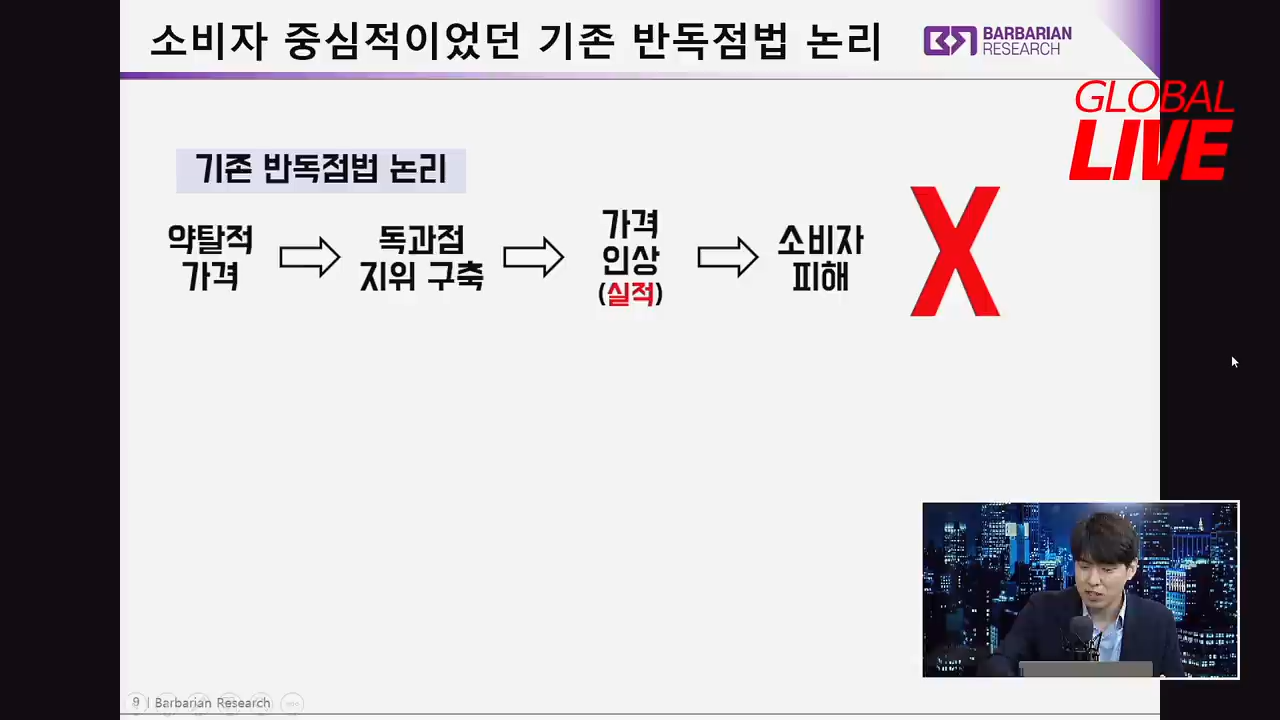 소비자 중심적이었던 기존 반독점법 논리
BARBARIAN
RESEARCH
GLOBAL
LIVE
기존 반독점법 논리
약탈적
가격
독과점
지위 구축
가격
인상
(실적)
소비자
피해
X
9 | Barbarian Research